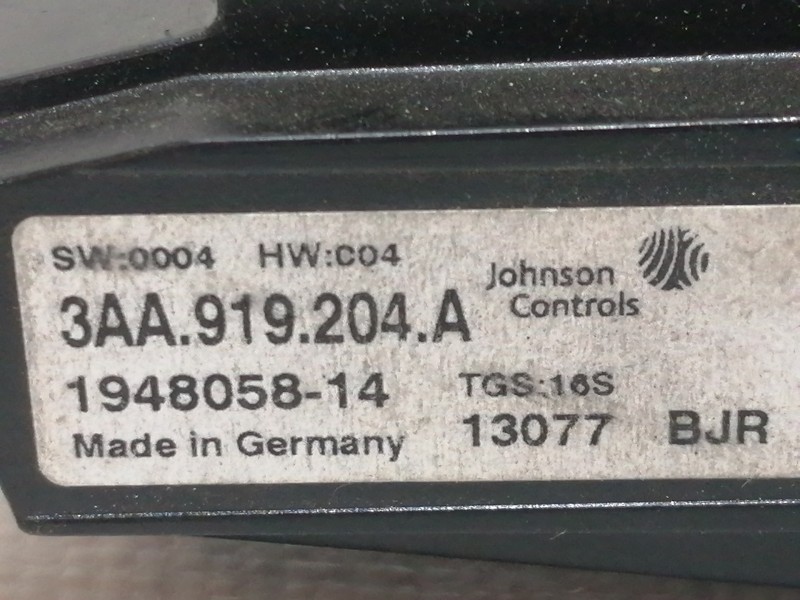 SW:0004 HW:C04
Johnson
Controls
3AA.919.204.A
1948058-14 TGS:16S
Made in Germany 13077 BJR